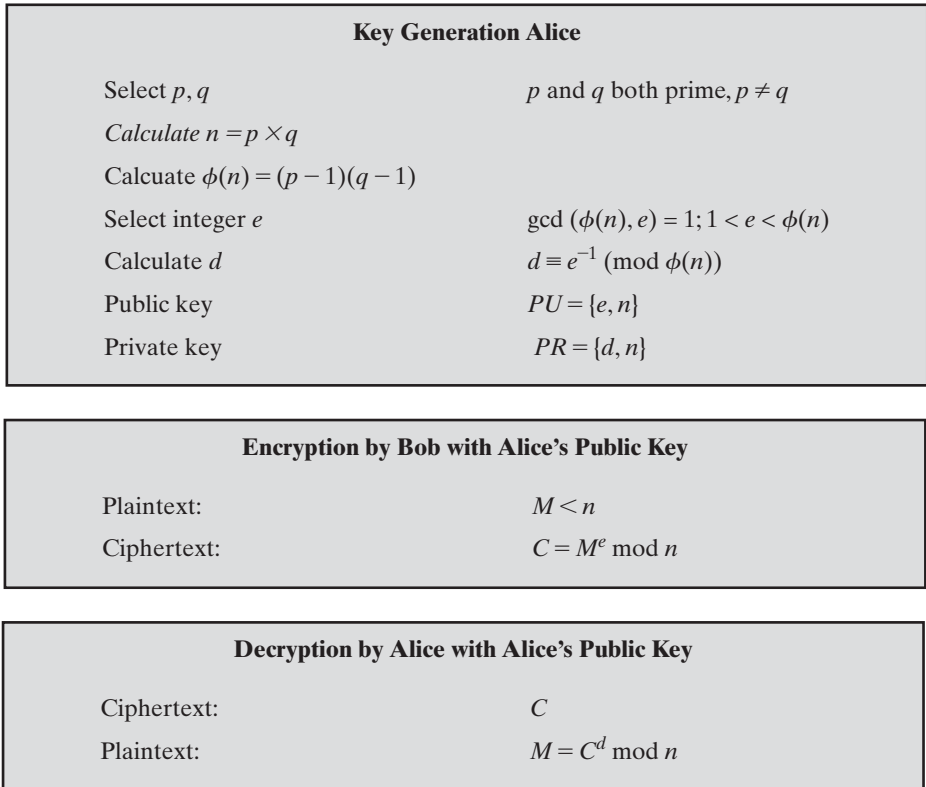 Key Generation Alice
Select p, q p and q both prime, p ≠ q
Calculate n = p × q
Calcuate ϕ(n) = (p − 1)(q − 1)
Select integer e gcd (ϕ(n), e) = 1; 1 < e < ϕ(n)
Calculate d d ≡ e⁻¹ (mod ϕ(n))
Public key PU = {e, n}
Private key PR = {d, n}
Encryption by Bob with Alice’s Public Key
Plaintext: M < n
Ciphertext: C = Mᵉ mod n
Decryption by Alice with Alice’s Public Key
Ciphertext: C
Plaintext: M = Cᵈ mod n